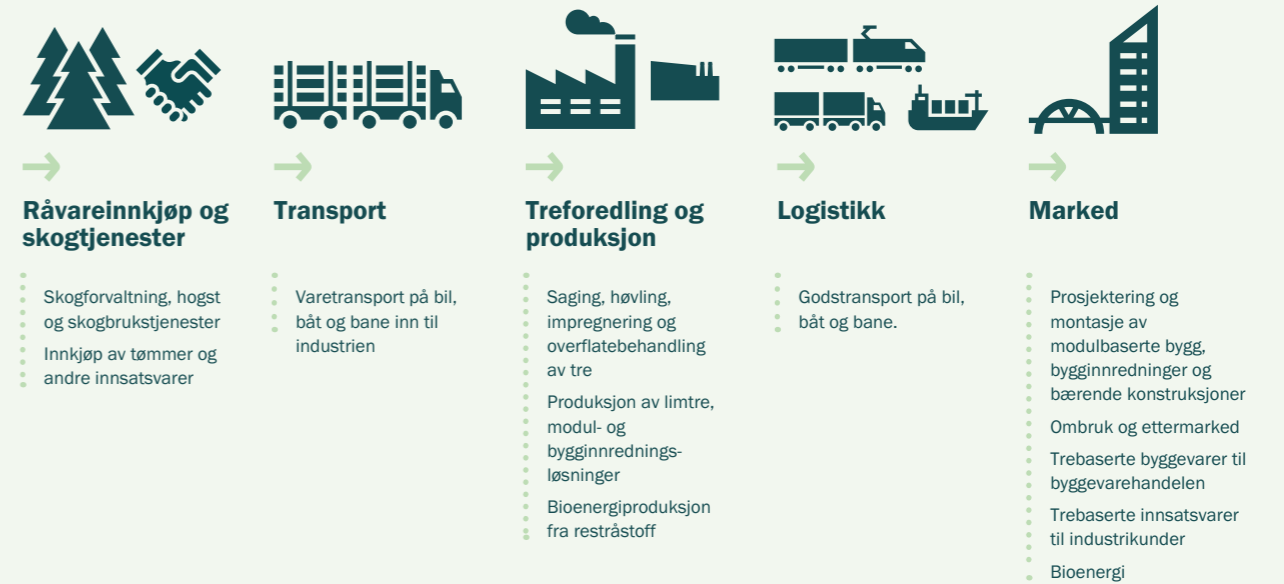 Råvareinnkjøp og
skogtjenester
Skogforvaltning, hogst
og skogbrukstjenester
Innkjøp av tømmer og
andre innsatsvarer
Transport
Varetransport på bil,
båt og bane inn til
industrien
Treforedling og
produksjon
Saging, høvling,
impregnering og
overflatebehandling
av tre
Produksjon av limtre,
modul- og
bygginnrednings-
løsninger
Bioenergiproduksjon
fra restråstoff
Logistikk
Godstransport på bil,
båt og bane.
Marked
Prosjektering og
montasje av
modulbaserte bygg,
bygginnredninger og
bærende konstruksjoner
Ombruk og ettermarked
Trebaserte byggevarer til
byggevarehandelen
Trebaserte innsatsvarer
til industrikunder
Bioenergi